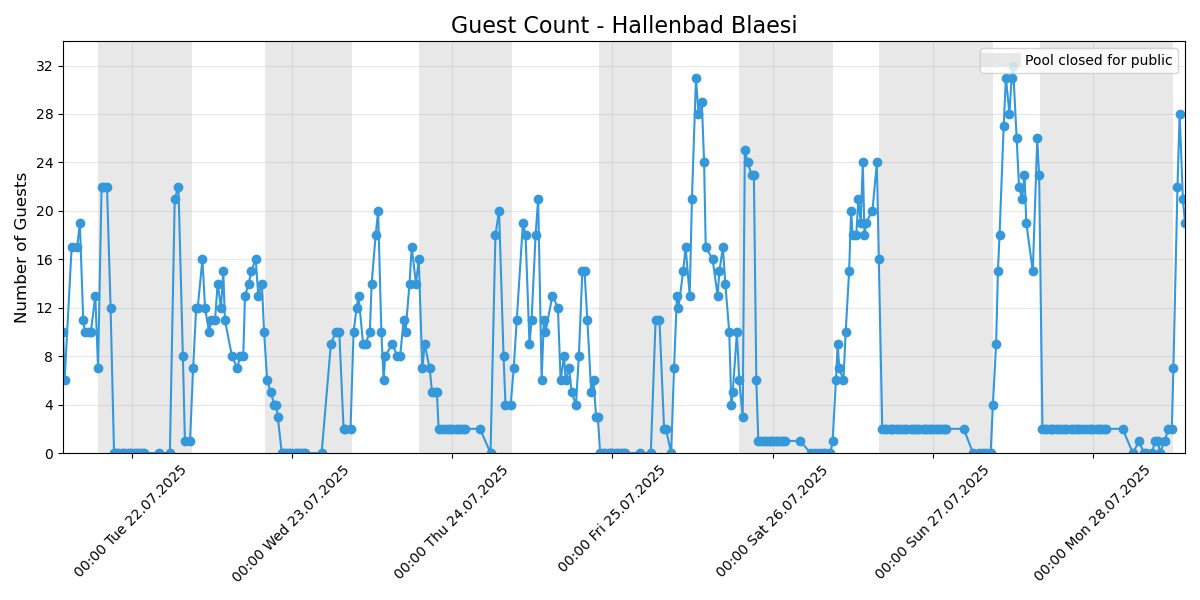 Guest Count - Hallenbad Blaesi
Pool closed for public
Number of Guests
32
28
24
20
16
12
8
4
0
00:00 Tue 22.07.2025
00:00 Wed 23.07.2025
00:00 Thu 24.07.2025
00:00 Fri 25.07.2025
00:00 Sat 26.07.2025
00:00 Sun 27.07.2025
00:00 Mon 28.07.2025